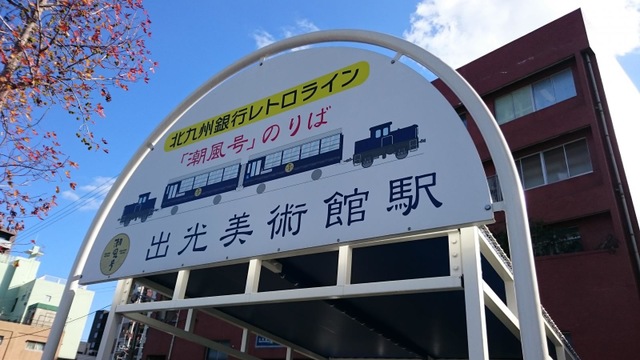 北九州銀行レトロライン
「潮風号」のりば
出光美術館駅